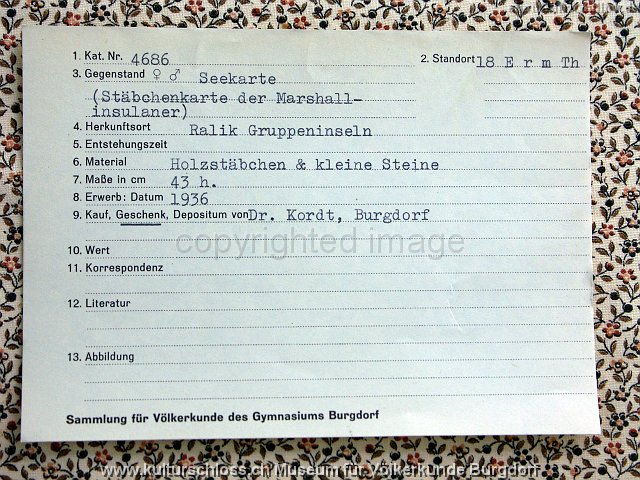 1. Kat. Nr. 4686 2. Standort 18 E r m Th
3. Gegenstand ♀ ♂ Seekarte
(Stäbchenkarte der Marshall-
insulaner)
4. Herkunftsort Ralik Gruppeninseln
5. Entstehungszeit
6. Material Holzstäbchen & kleine Steine
7. Maße in cm 43 h.
8. Erwerb: Datum 1936
9. Kauf, Geschenk, Depositum von Dr. Kordt, Burgdorf
copyrighted image
10. Wert
11. Korrespondenz
12. Literatur
13. Abbildung
Sammlung für Völkerkunde des Gymnasiums Burgdorf
www.kulturschloss.ch Museum für Völkerkunde Burgdorf